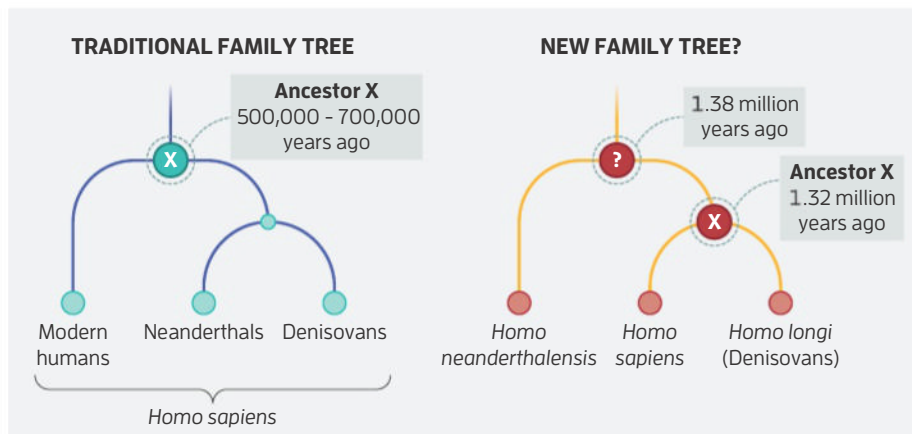 TRADITIONAL FAMILY TREE
Ancestor X
500,000 - 700,000
years ago
X
Modern
humans
Neanderthals
Denisovans
Homo sapiens
NEW FAMILY TREE?
1.38 million
years ago
?
Ancestor X
1.32 million
years ago
X
Homo
neanderthalensis
Homo
sapiens
Homo longi
(Denisovans)